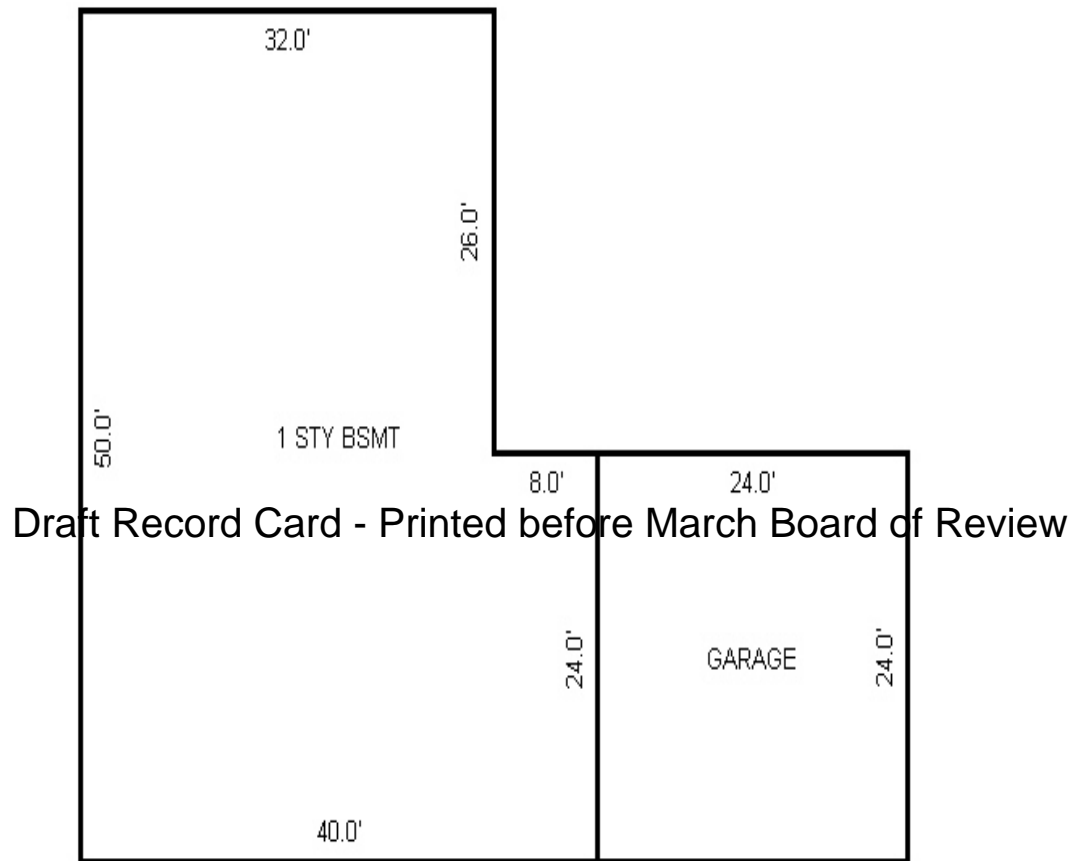 32.0'
26.0'
50.0'
1 STY BSMT
8.0'
24.0'
Draft Record Card - Printed before March Board of Review
24.0'
GARAGE
24.0'
40.0'